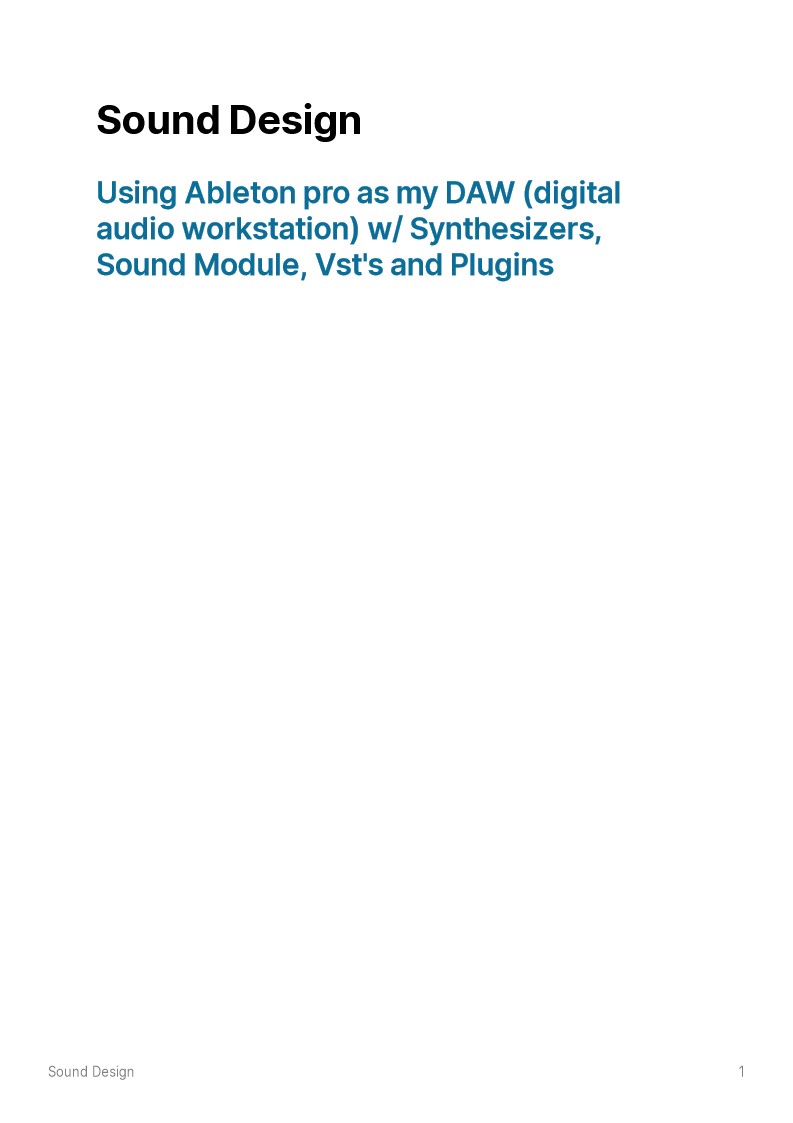 Sound Design
Using Ableton pro as my DAW (digital
audio workstation) w/ Synthesizers,
Sound Module, Vst's and Plugins
Sound Design
1